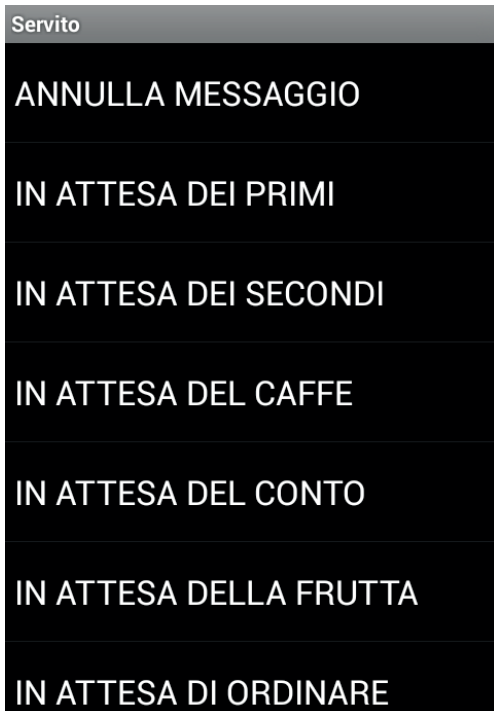 Servito
ANNULLA MESSAGGIO
IN ATTESA DEI PRIMI
IN ATTESA DEI SECONDI
IN ATTESA DEL CAFFE
IN ATTESA DEL CONTO
IN ATTESA DELLA FRUTTA
IN ATTESA DI ORDINARE